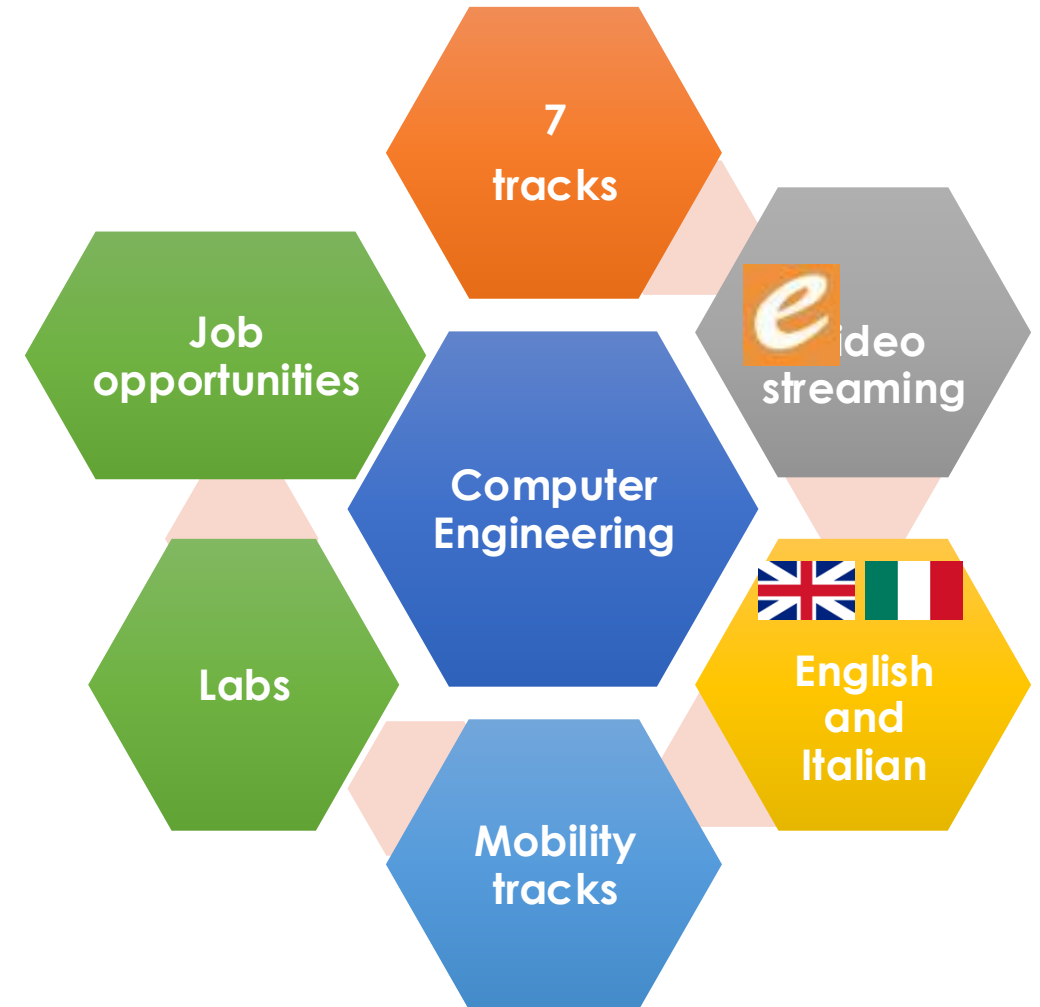 7
tracks
e
ideo
streaming
English
and
Italian
Mobility
tracks
Labs
Job
opportunities
Computer
Engineering